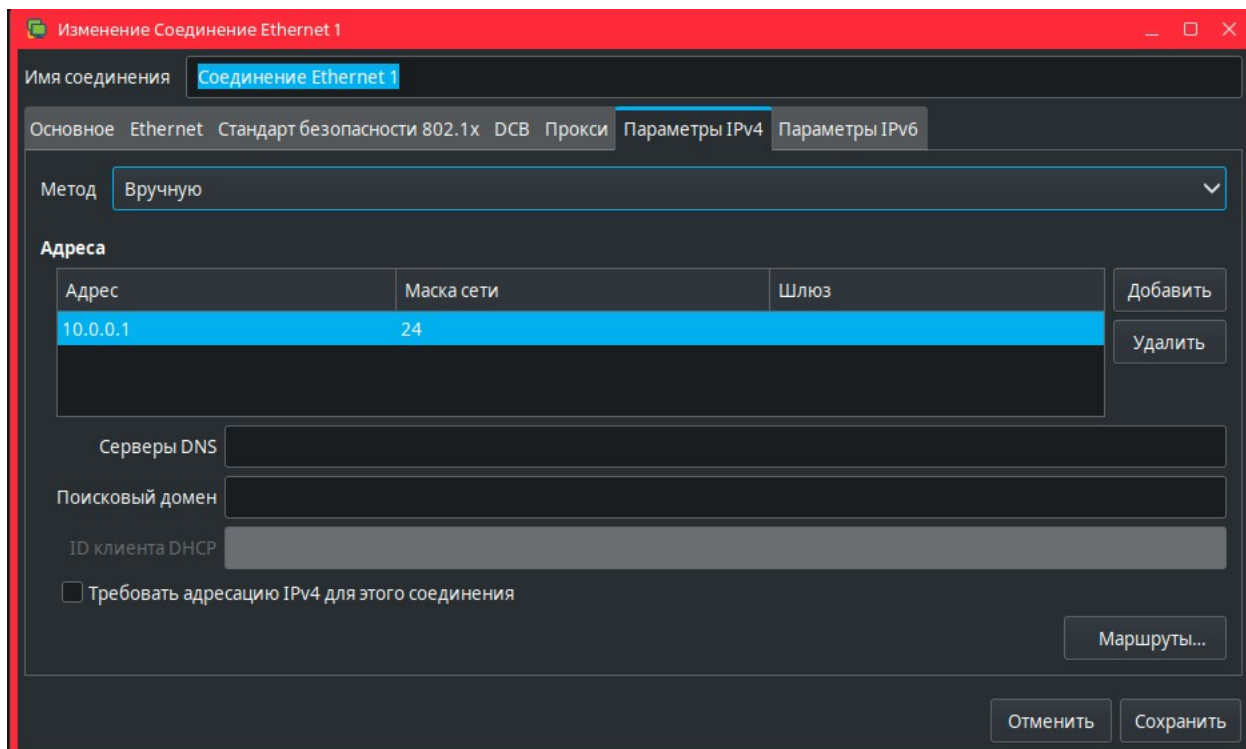 Изменение Соединение Ethernet 1
Имя соединения Соединение Ethernet 1
Основное Ethernet Стандарт безопасности 802.1x DCB Прокси Параметры IPv4 Параметры IPv6
Метод Вручную
Адреса
Адрес Маска сети Шлюз Добавить
10.0.0.1 24
Удалить
Серверы DNS
Поисковый домен
ID клиента DHCP
Требовать адресацию IPv4 для этого соединения
Маршруты...
Отменить Сохранить